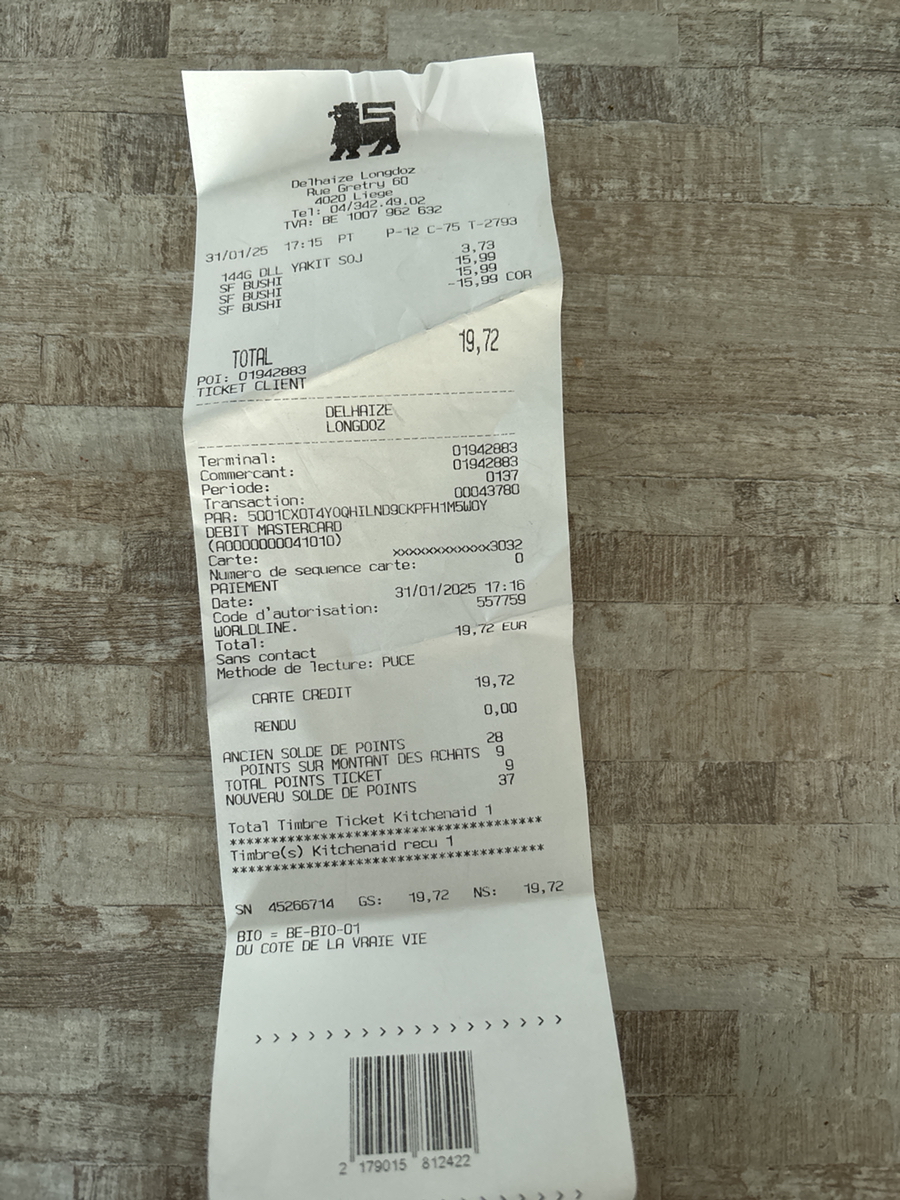 Delhaize Longdoz
Rue Gretry 60
4020 Liege
Tel: 04/342.49.02
TVA: BE 1007 962 632
31/01/25 17:15 PT P-12 C-75 T-2793
144G DLL YAKIT SOJ 3,73
SF BUSHI 15,99
SF BUSHI 15,99
SF BUSHI -15,99 COR
TOTAL 19,72
POI: 01942883
TICKET CLIENT
DELHAIZE
LONGDOZ
Terminal: 01942883
Commercant: 01942883
Periode: 0137
Transaction: 00043780
PAR: 5001CX0T4Y0QHILND9CKPFH1M5W0Y
DEBIT MASTERCARD
(A0000000041010)
Carte: xxxxxxxxxxxxx3032
Numero de sequence carte: 0
PAIEMENT
Date: 31/01/2025 17:16
Code d'autorisation: 557759
WORLDLINE.
Total: 19,72 EUR
Sans contact
Methode de lecture: PUCE
CARTE CREDIT 19,72
RENDU 0,00
ANCIEN SOLDE DE POINTS 28
POINTS SUR MONTANT DES ACHATS 9
TOTAL POINTS TICKET 9
NOUVEAU SOLDE DE POINTS 37
Total Timbre Ticket Kitchenaid 1
****************************************
Timbre(s) Kitchenaid recu 1
****************************************
SN 45266714 GS: 19,72 NS: 19,72
BIO = BE-BIO-01
DU COTE DE LA VRAIE VIE
> > > > > > > > > > > > > > > > >
2 179015 812422